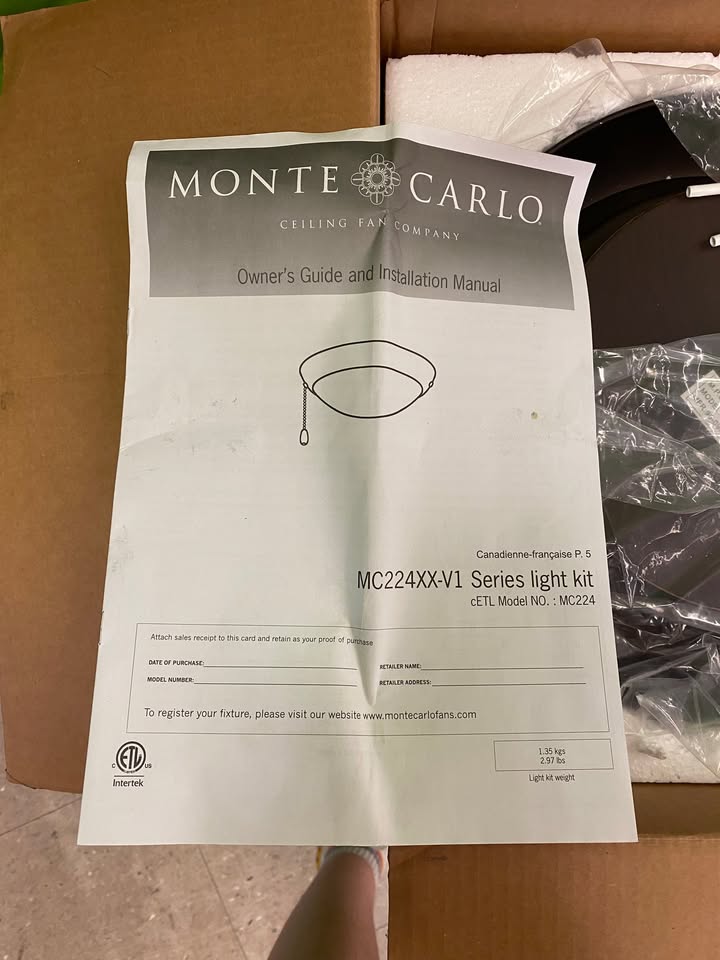 MONTE CARLO
CEILING FAN COMPANY
Owner's Guide and Installation Manual
Canadienne-française P. 5
MC224XX-V1 Series light kit
cETL Model NO. : MC224
Attach sales receipt to this card and retain as your proof of purchase
DATE OF PURCHASE:
RETAILER NAME:
MODEL NUMBER:
RETAILER ADDRESS:
To register your fixture, please visit our website www.montecarlofans.com
C ETL US
Intertek
1.35 kgs
2.97 lbs
Light kit weight